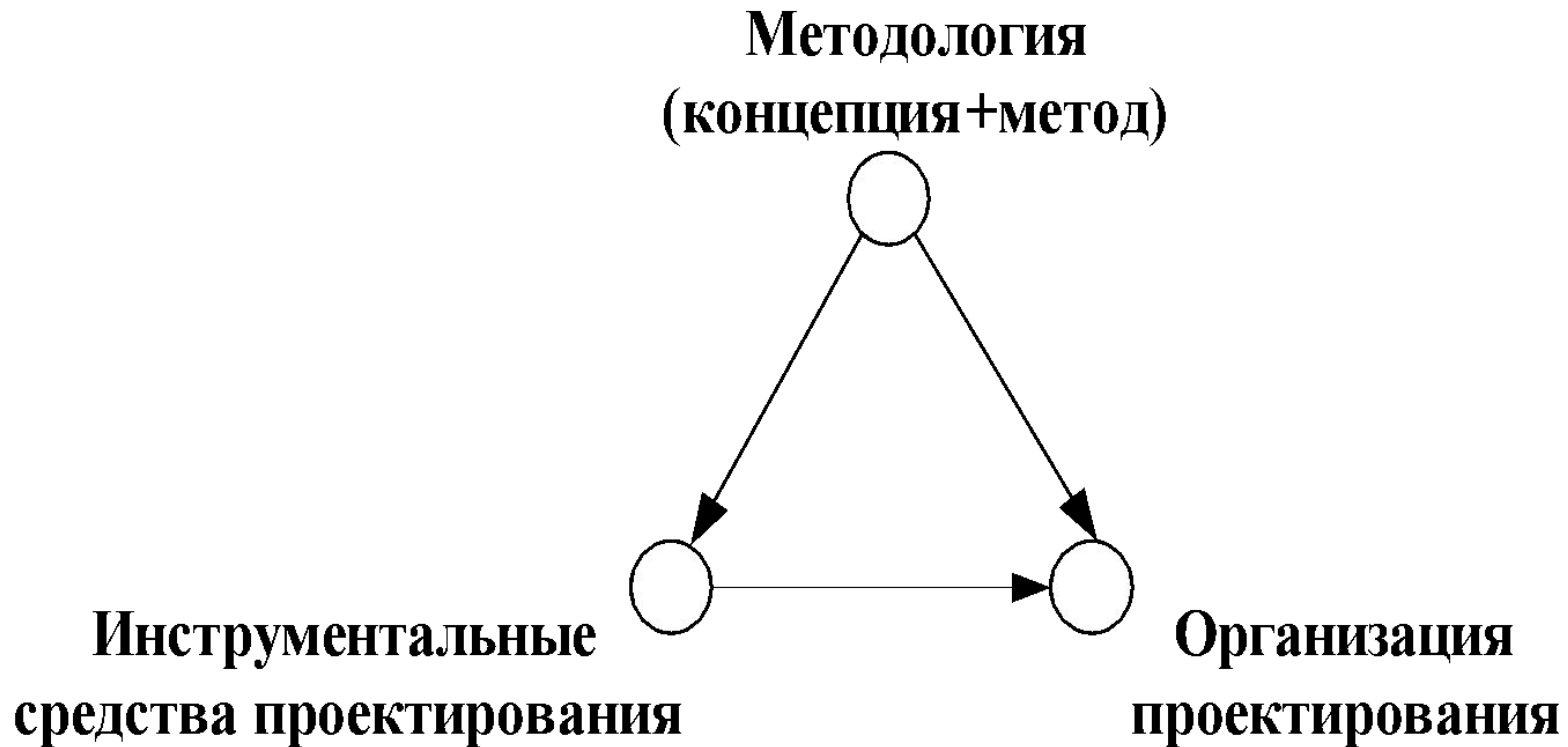 Методология
(концепция+метод)
Инструментальные
средства проектирования
Организация
проектирования